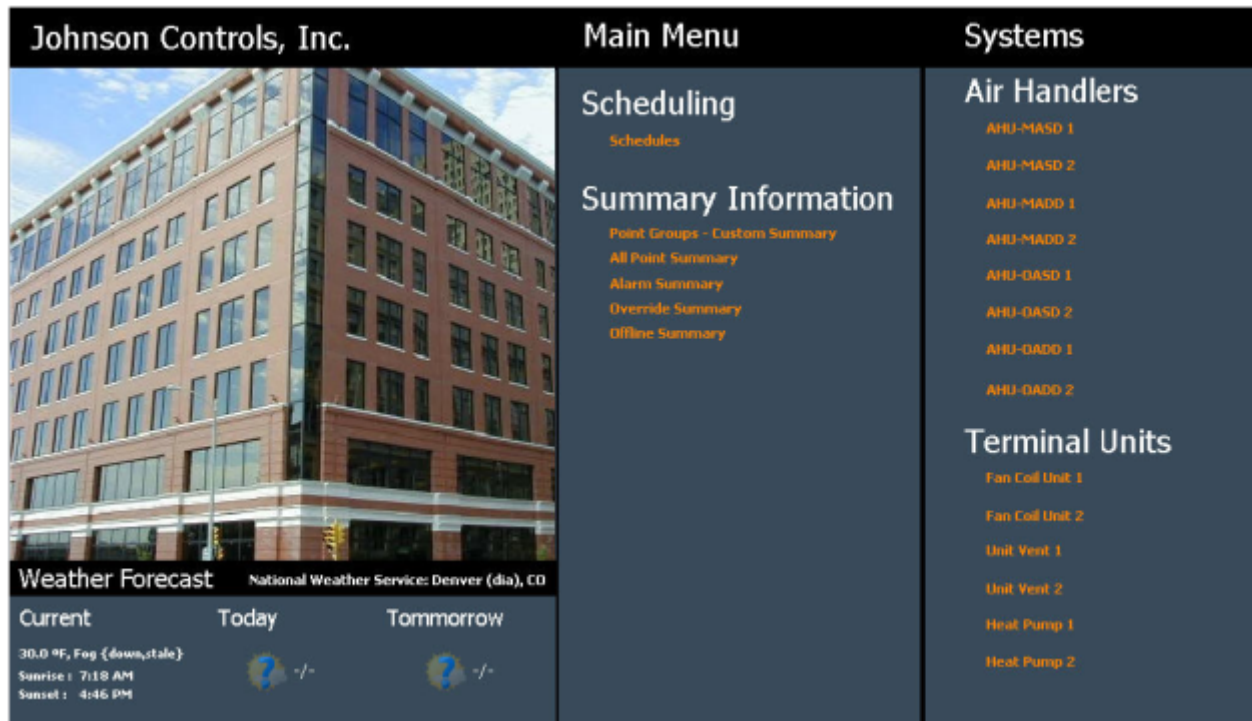 Johnson Controls, Inc.
Main Menu
Systems
Scheduling
Schedules
Summary Information
Point Groups - Custom Summary
All Point Summary
Alarm Summary
Override Summary
Offline Summary
Air Handlers
AHU-MASD 1
AHU-MASD 2
AHU-MADD 1
AHU-MADD 2
AHU-OASD 1
AHU-OASD 2
AHU-OADD 1
AHU-OADD 2
Terminal Units
Fan Coil Unit 1
Fan Coil Unit 2
Unit Vent 1
Unit Vent 2
Heat Pump 1
Heat Pump 2
Weather Forecast National Weather Service: Denver (dia), CO
Current Today Tommorrow
30.0 ºF, Fog {down,stale}
Sunrise : 7:18 AM
Sunset : 4:46 PM
? -/-
? -/-